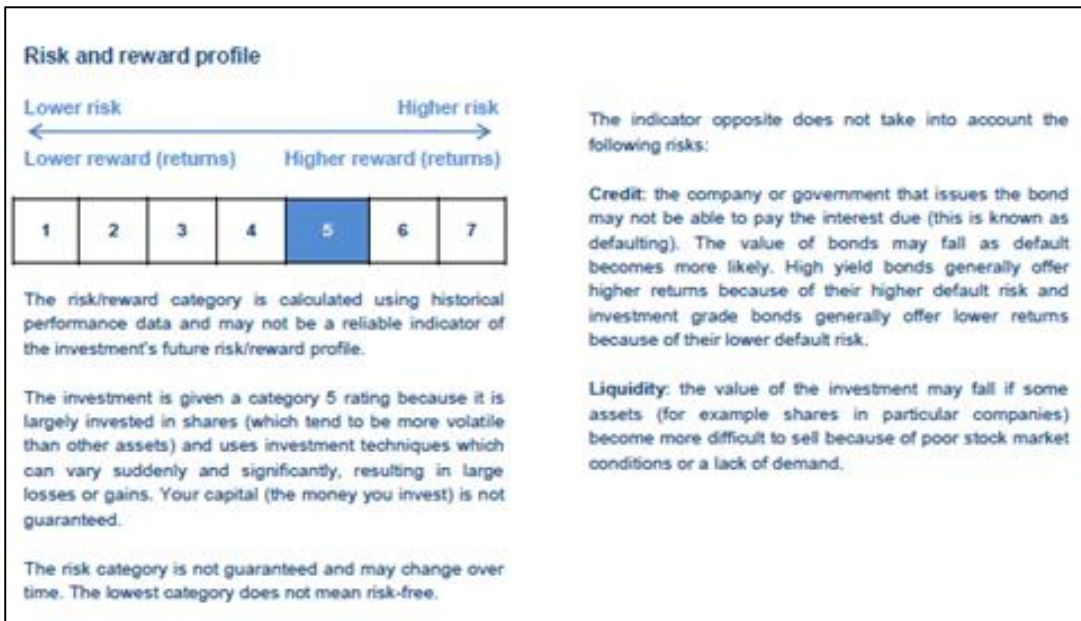 Risk and reward profile
Lower risk Higher risk
Lower reward (returns) Higher reward (returns)
1 2 3 4 5 6 7
The risk/reward category is calculated using historical
performance data and may not be a reliable indicator of
the investment's future risk/reward profile.
The investment is given a category 5 rating because it is
largely invested in shares (which tend to be more volatile
than other assets) and uses investment techniques which
can vary suddenly and significantly, resulting in large
losses or gains. Your capital (the money you invest) is not
guaranteed.
The risk category is not guaranteed and may change over
time. The lowest category does not mean risk-free.
The indicator opposite does not take into account the
following risks:
Credit: the company or government that issues the bond
may not be able to pay the interest due (this is known as
defaulting). The value of bonds may fall as default
becomes more likely. High yield bonds generally offer
higher returns because of their higher default risk and
investment grade bonds generally offer lower returns
because of their lower default risk.
Liquidity: the value of the investment may fall if some
assets (for example shares in particular companies)
become more difficult to sell because of poor stock market
conditions or a lack of demand.